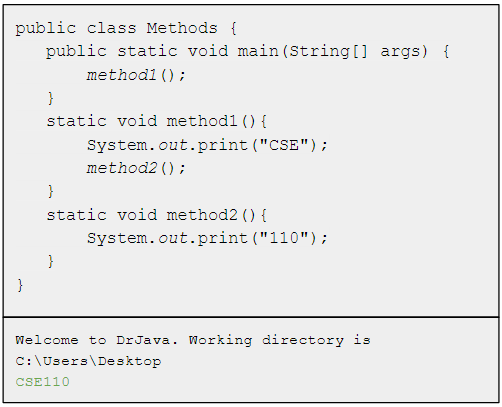 public class Methods {
public static void main(String[] args) {
method1();
}
static void method1(){
System.out.print("CSE");
method2();
}
static void method2(){
System.out.print("110");
}
}
Welcome to DrJava. Working directory is
C:\Users\Desktop
CSE110